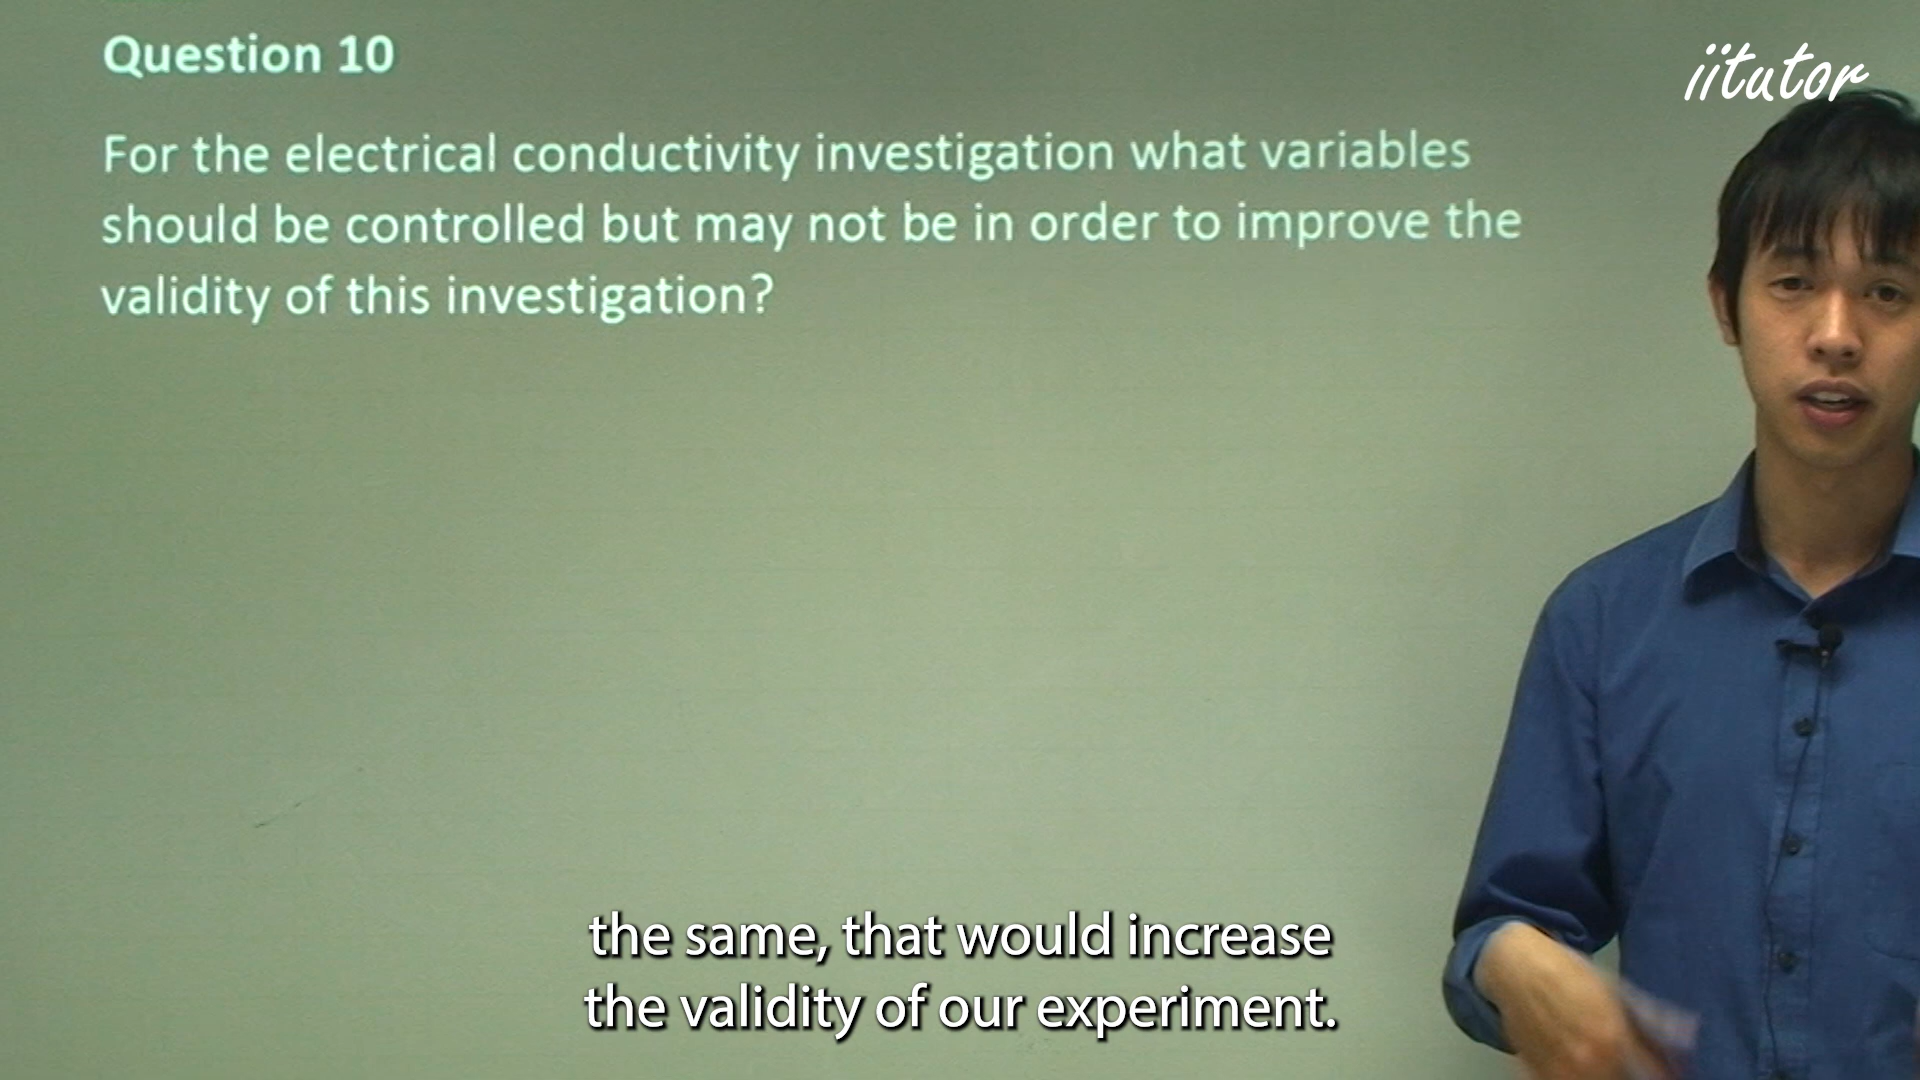 Question 10
iitutor
For the electrical conductivity investigation what variables
should be controlled but may not be in order to improve the
validity of this investigation?
the same, that would increase
the validity of our experiment.